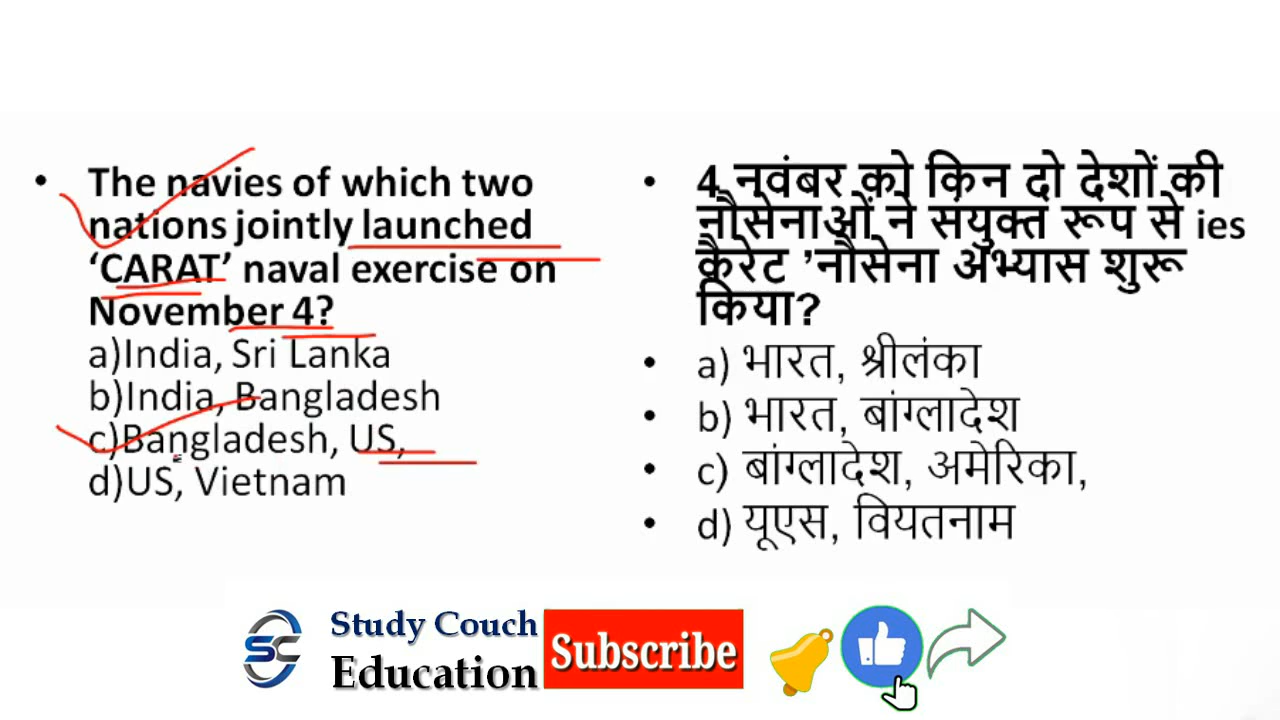 • The navies of which two
nations jointly launched
‘CARAT’ naval exercise on
November 4?
a)India, Sri Lanka
b)India, Bangladesh
c)Bangladesh, US,
d)US, Vietnam
• 4 नवंबर को किन दो देशों की
नौसेनाओं ने संयुक्त रूप से ies
कैरेट ’नौसेना अभ्यास शुरू
किया?
• a) भारत, श्रीलंका
• b) भारत, बांग्लादेश
• c) बांग्लादेश, अमेरिका,
• d) यूएस, वियतनाम
SC
Study Couch
Education
Subscribe